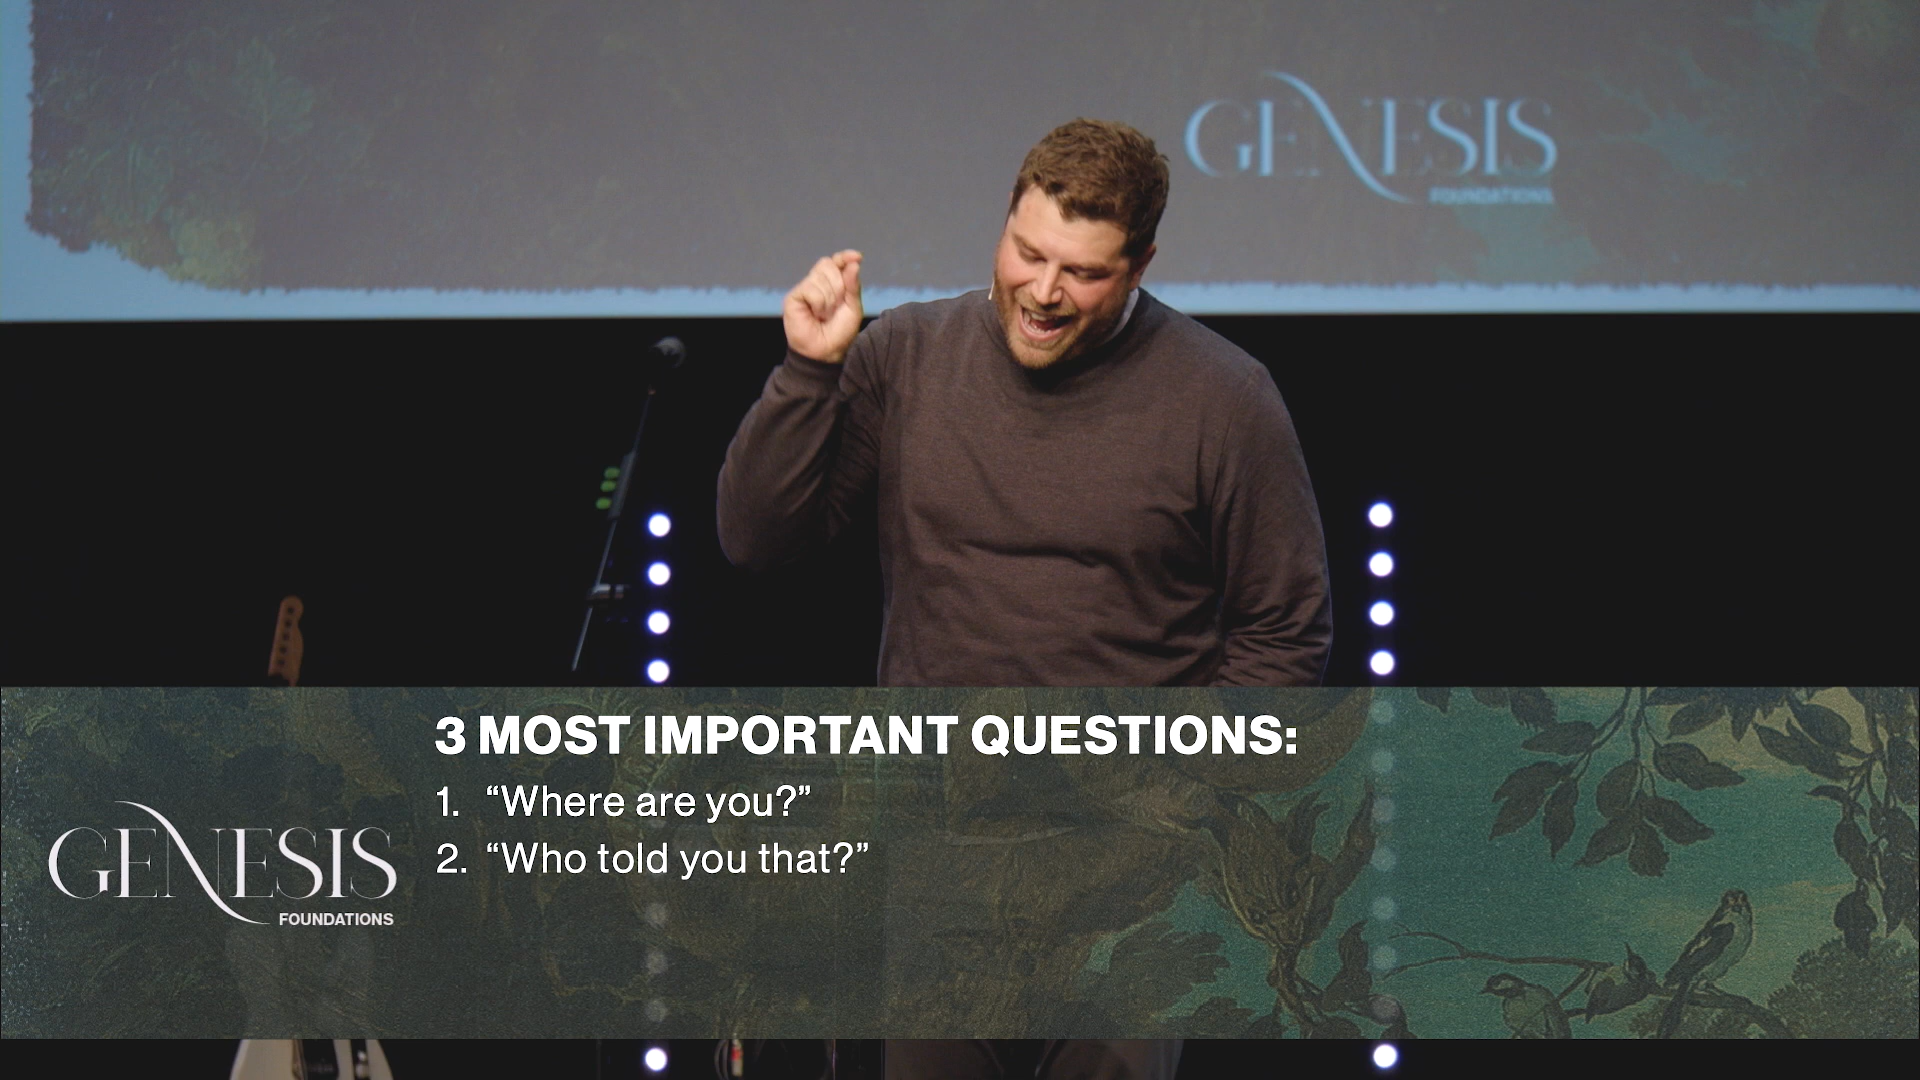 GENESIS
FOUNDATIONS
3 MOST IMPORTANT QUESTIONS:
1. “Where are you?”
2. “Who told you that?”
GENESIS
FOUNDATIONS